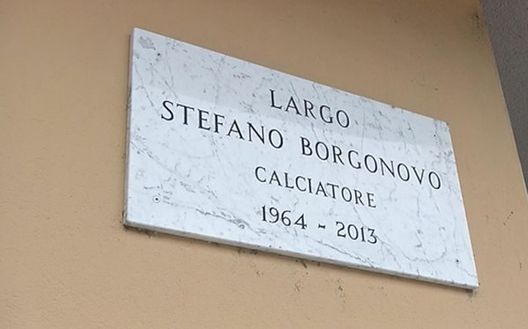 LARGO
STEFANO BORGONOVO
CALCIATORE
1964 ~ 2013